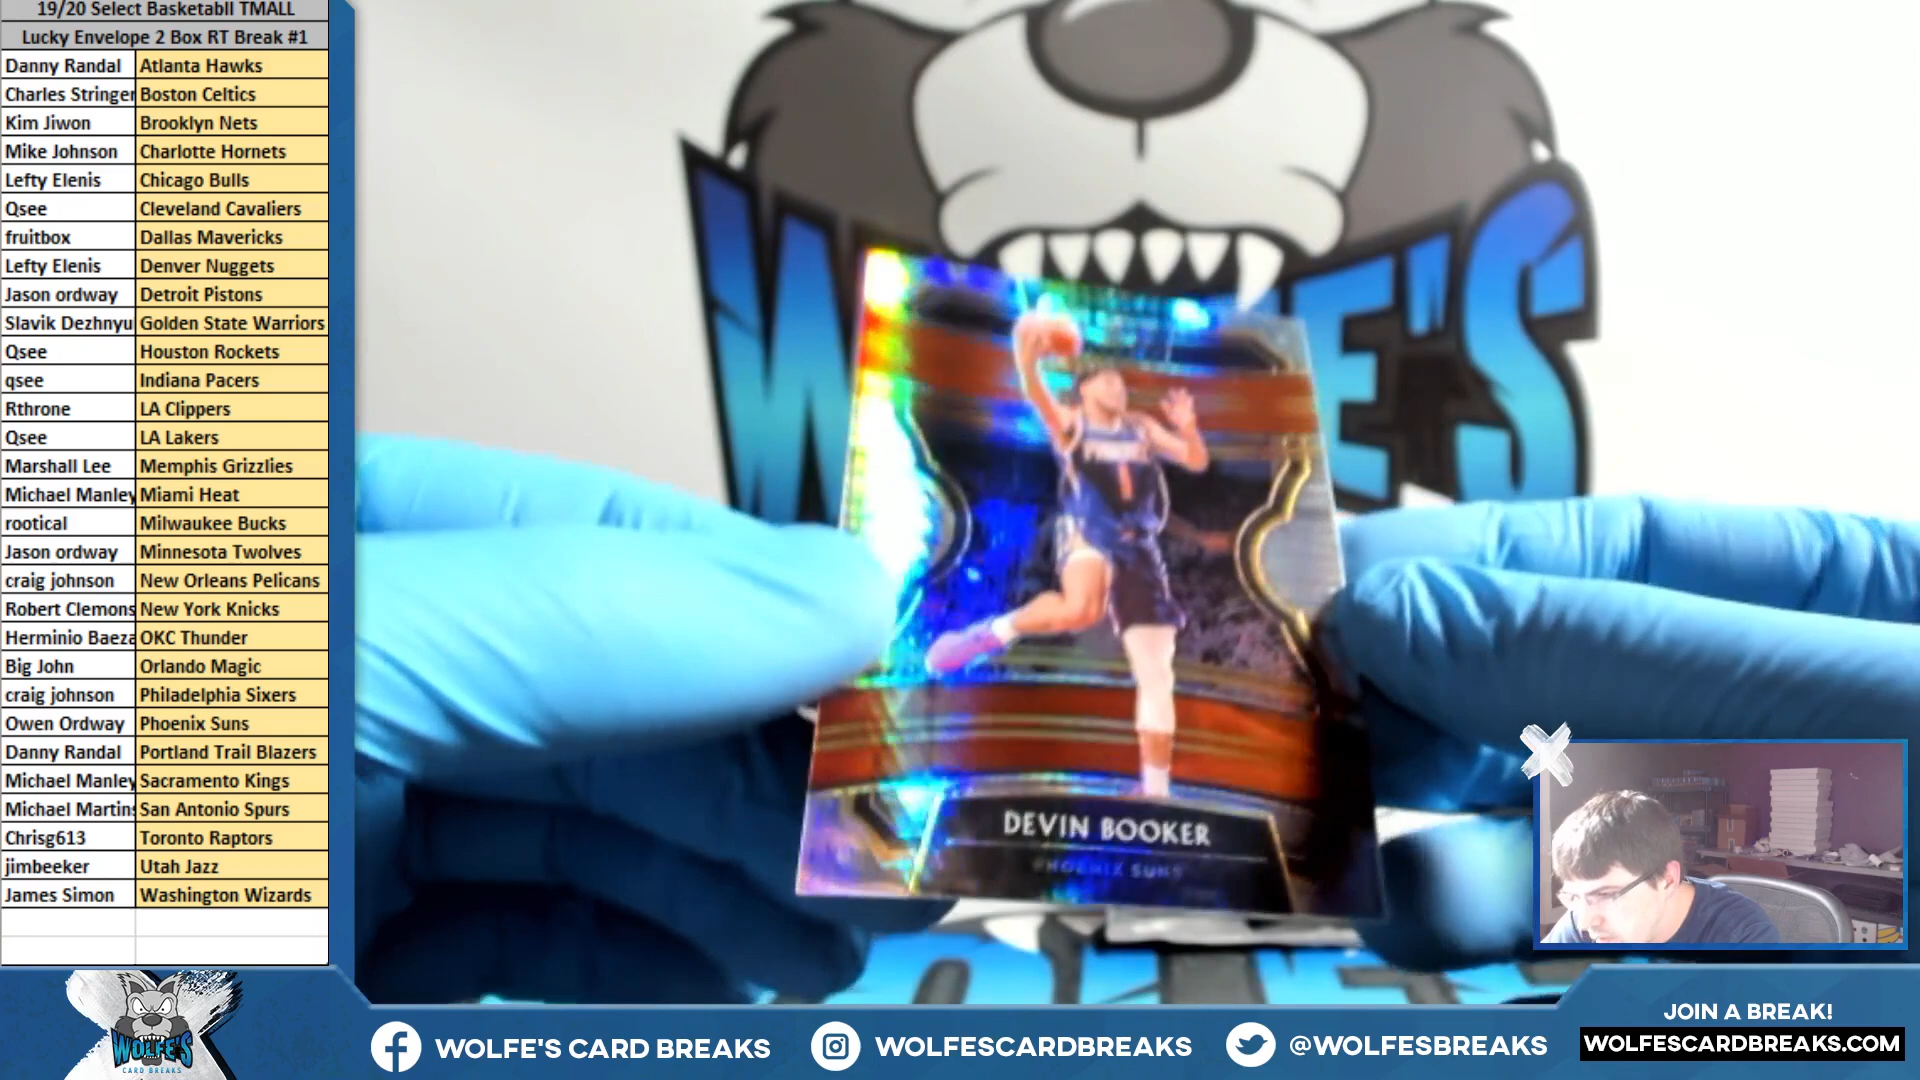 19/20 Select Basketabll TMALL
Lucky Envelope 2 Box RT Break #1
Danny Randal Atlanta Hawks
Charles Stringer Boston Celtics
Kim Jiwon Brooklyn Nets
Mike Johnson Charlotte Hornets
Lefty Elenis Chicago Bulls
Qsee Cleveland Cavaliers
fruitbox Dallas Mavericks
Lefty Elenis Denver Nuggets
Jason ordway Detroit Pistons
Slavik Dezhnyu Golden State Warriors
Qsee Houston Rockets
qsee Indiana Pacers
Rthrone LA Clippers
Qsee LA Lakers
Marshall Lee Memphis Grizzlies
Michael Manley Miami Heat
rootical Milwaukee Bucks
Jason ordway Minnesota Twolves
craig johnson New Orleans Pelicans
Robert Clemons New York Knicks
Herminio Baeza OKC Thunder
Big John Orlando Magic
craig johnson Philadelphia Sixers
Owen Ordway Phoenix Suns
Danny Randal Portland Trail Blazers
Michael Manley Sacramento Kings
Michael Martins San Antonio Spurs
Chrisg613 Toronto Raptors
jimbeeker Utah Jazz
James Simon Washington Wizards
DEVIN BOOKER
PHOENIX SUNS
WOLFE'S
CARD BREAKS
WOLFE'S CARD BREAKS
WOLFESCARDBREAKS
@WOLFESBREAKS
JOIN A BREAK!
WOLFESCARDBREAKS.COM